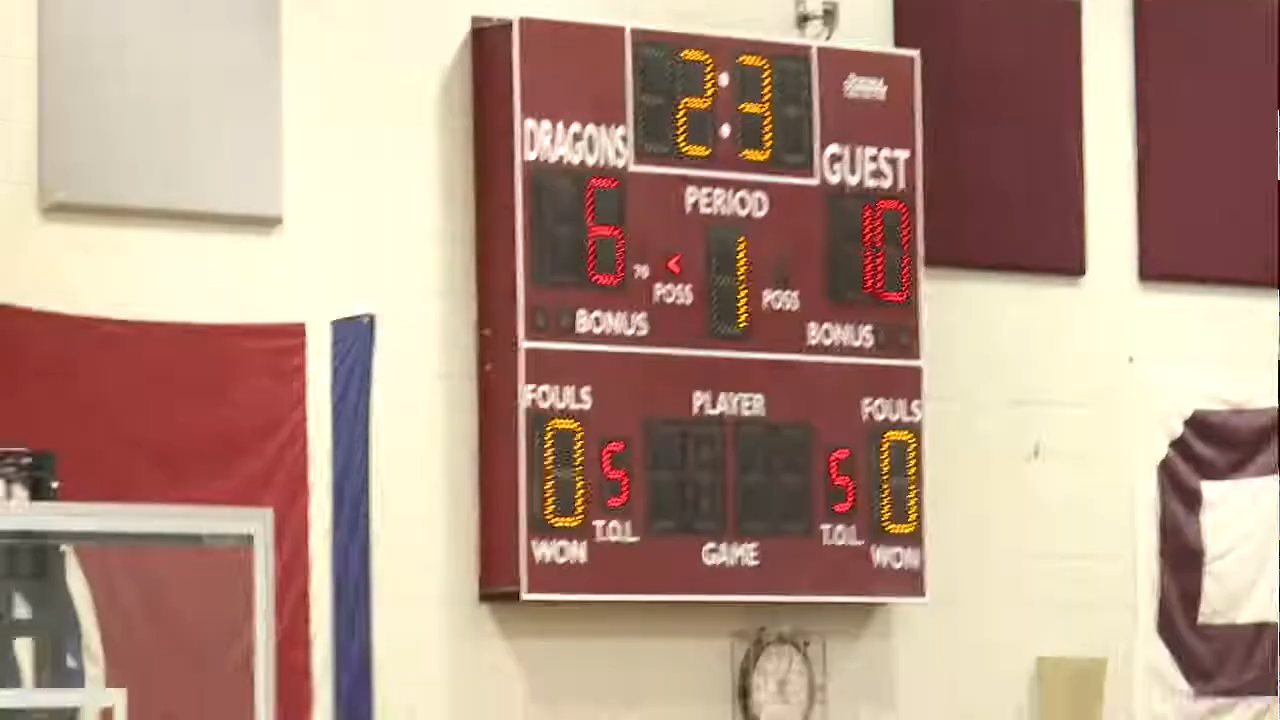 2:3
DRAGONS
GUEST
PERIOD
6
10
1
<
POSS
POSS
BONUS
BONUS
FOULS
PLAYER
FOULS
0
5
5
0
T.O.L.
T.O.L.
WON
GAME
WON